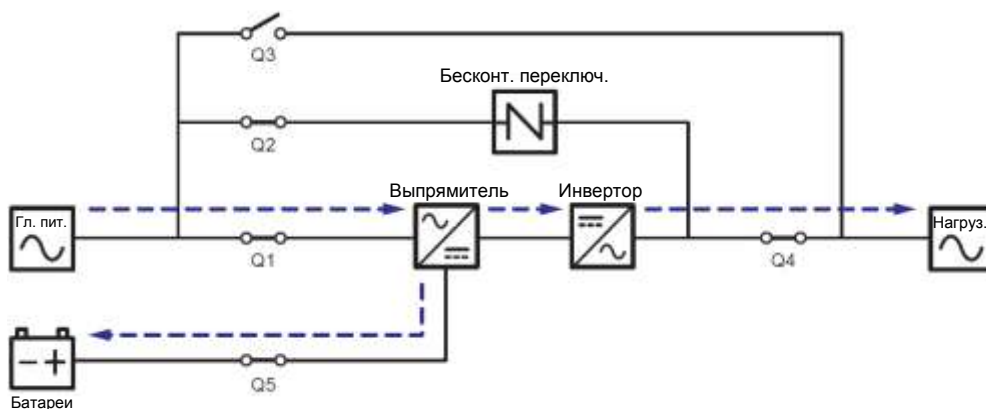 Q3
Бесконт. переключ.
Q2
Выпрямитель
Инвертор
Гл. пит.
Нагруз.
Q1
Q4
Q5
Батареи